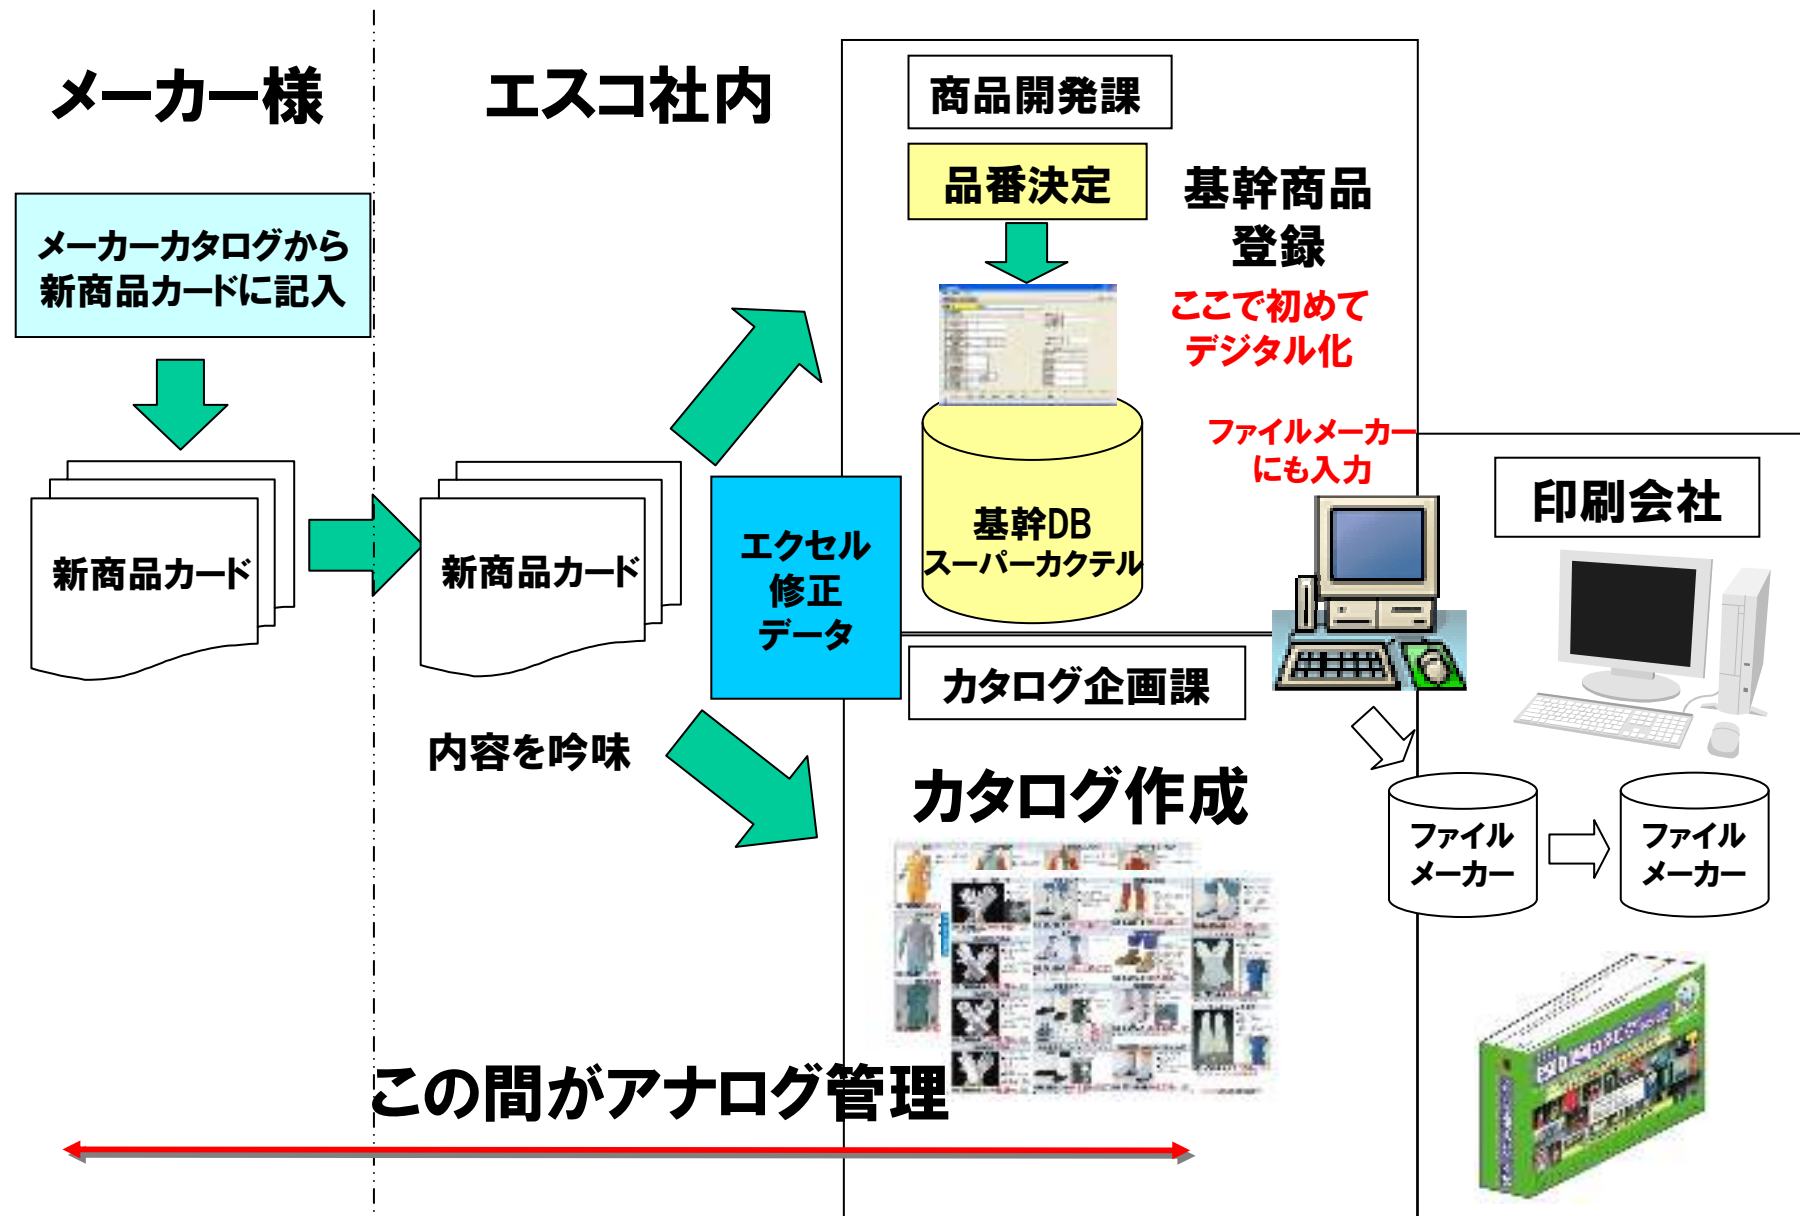 メーカー様
エスコ社内
商品開発課
品番決定
基幹商品
登録
ここで初めて
デジタル化
メーカーカタログから
新商品カードに記入
ファイルメーカー
にも入力
新商品カード
新商品カード
エクセル
修正
データ
基幹DB
スーパーカクテル
印刷会社
カタログ企画課
内容を吟味
カタログ作成
ファイル
メーカー
ファイル
メーカー
この間がアナログ管理